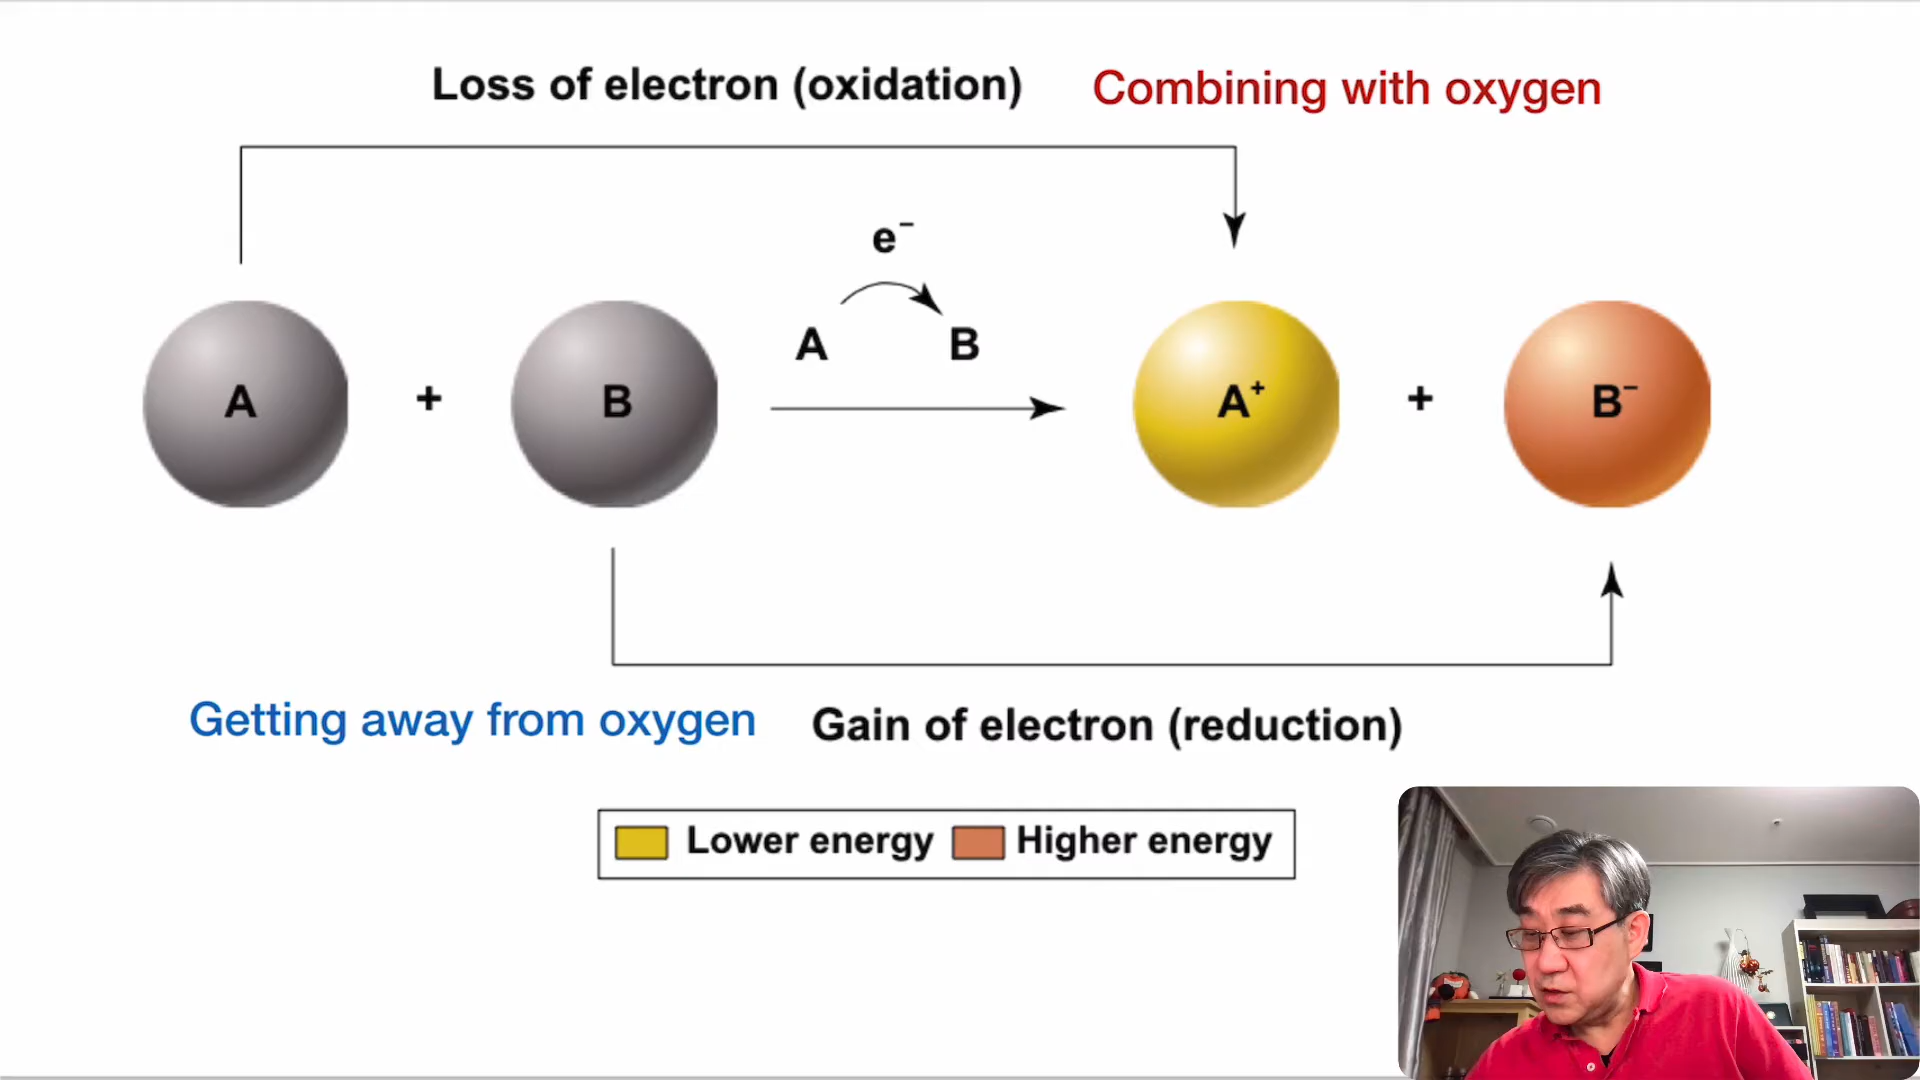 Loss of electron (oxidation) Combining with oxygen
e⁻
A B
A + B A⁺ + B⁻
Getting away from oxygen Gain of electron (reduction)
Lower energy Higher energy